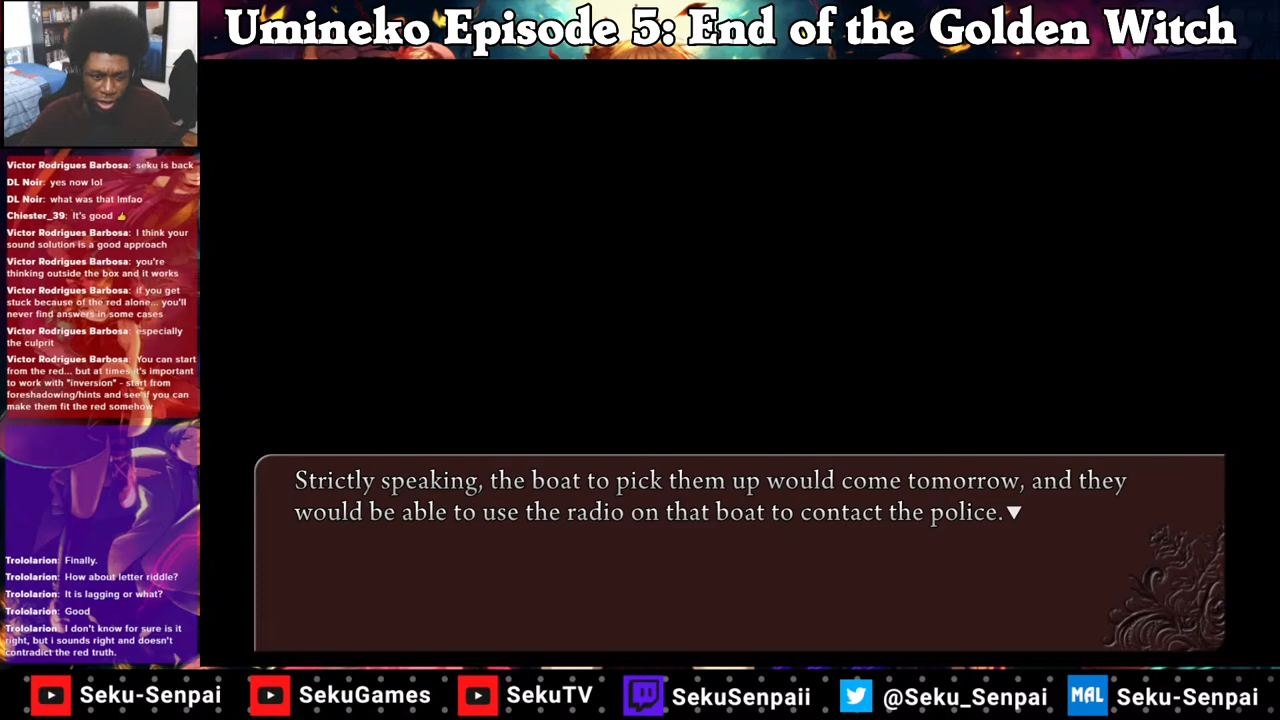 Umineko Episode 5: End of the Golden Witch
Victor Rodrigues Barbosa: seku is back
DL Noir: yes now lol
DL Noir: what was that lmfao
Chiester_39: It's good 👍
Victor Rodrigues Barbosa: I think your
sound solution is a good approach
Victor Rodrigues Barbosa: you're
thinking outside the box and it works
Victor Rodrigues Barbosa: if you get
stuck because of the red alone... you'll
never find answers in some cases
Victor Rodrigues Barbosa: especially
the culprit
Victor Rodrigues Barbosa: You can start
from the red... but at times it's important
to work with "inversion" - start from
foreshadowing/hints and see if you can
make them fit the red somehow
Trololarion: Finally.
Trololarion: How about letter riddle?
Trololarion: It is lagging or what?
Trololarion: Good
Trololarion: I don't know for sure is it
right, but i sounds right and doesn't
contradict the red truth.
Strictly speaking, the boat to pick them up would come tomorrow, and they
would be able to use the radio on that boat to contact the police.▼
Seku-Senpai
SekuGames
SekuTV
SekuSenpaii
@Seku_Senpai
MAL Seku-Senpai